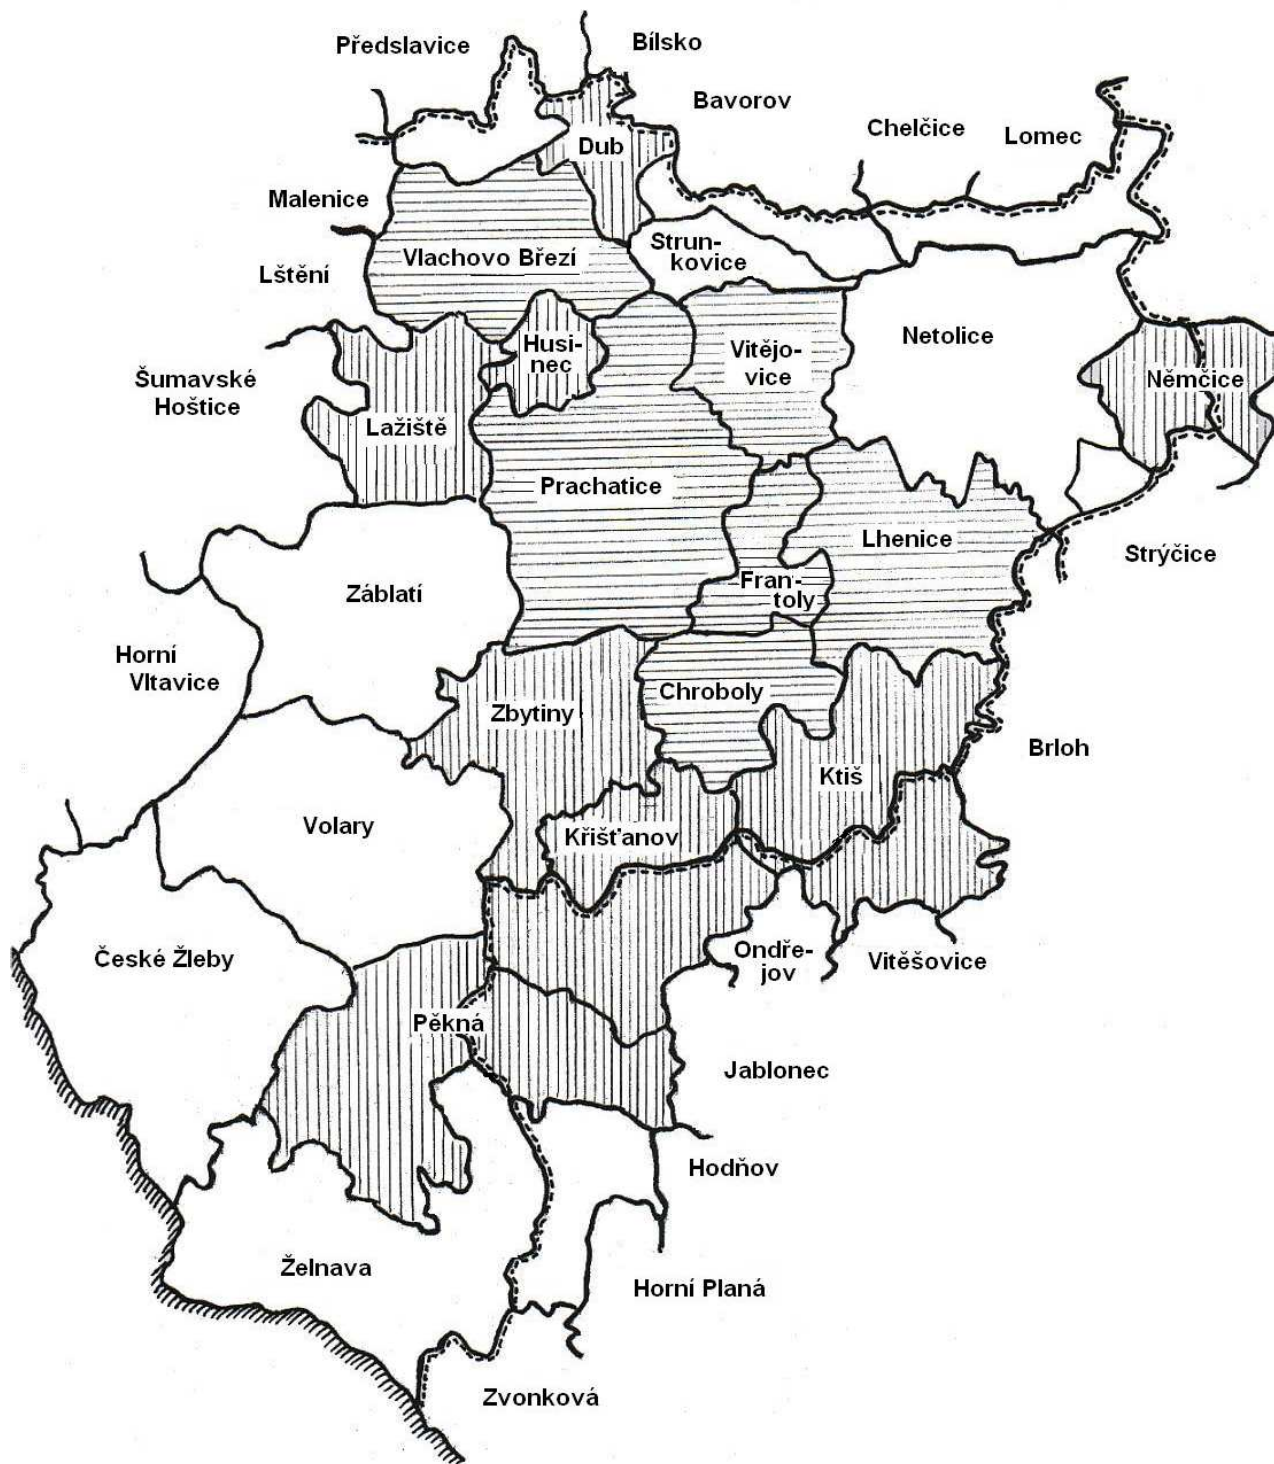 Předslavice
Bílsko
Bavorov
Chelčice
Lomec
Dub
Malenice
Strun-
kovice
Vlachovo Březí
Lštění
Husi-
nec
Vitějo-
vice
Netolice
Němčice
Šumavské
Hoštice
Lažiště
Prachatice
Lhenice
Strýčice
Záblatí
Fran-
toly
Horní
Vltavice
Zbytiny
Chroboly
Brloh
Ktiš
Volary
Křišťanov
České Žleby
Ondře-
jov
Vitěšovice
Pěkná
Jablonec
Hodňov
Želnava
Horní Planá
Zvonková